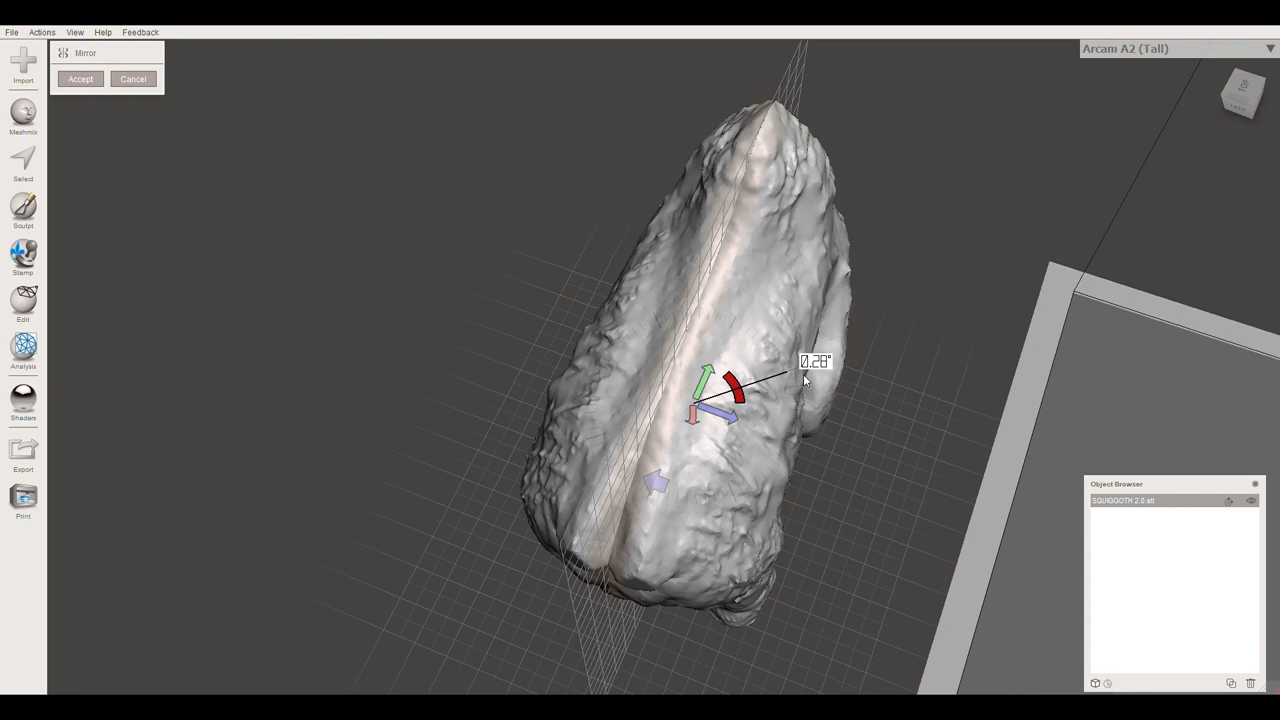 File Actions View Help Feedback
Mirror
Accept Cancel
Arcam A2 (Tall)
TOP
Import
Meshmix
Select
Sculpt
Stamp
Edit
Analysis
Shaders
Export
Print
0.28°
Object Browser
SQUIGGOTH 2.0.stl